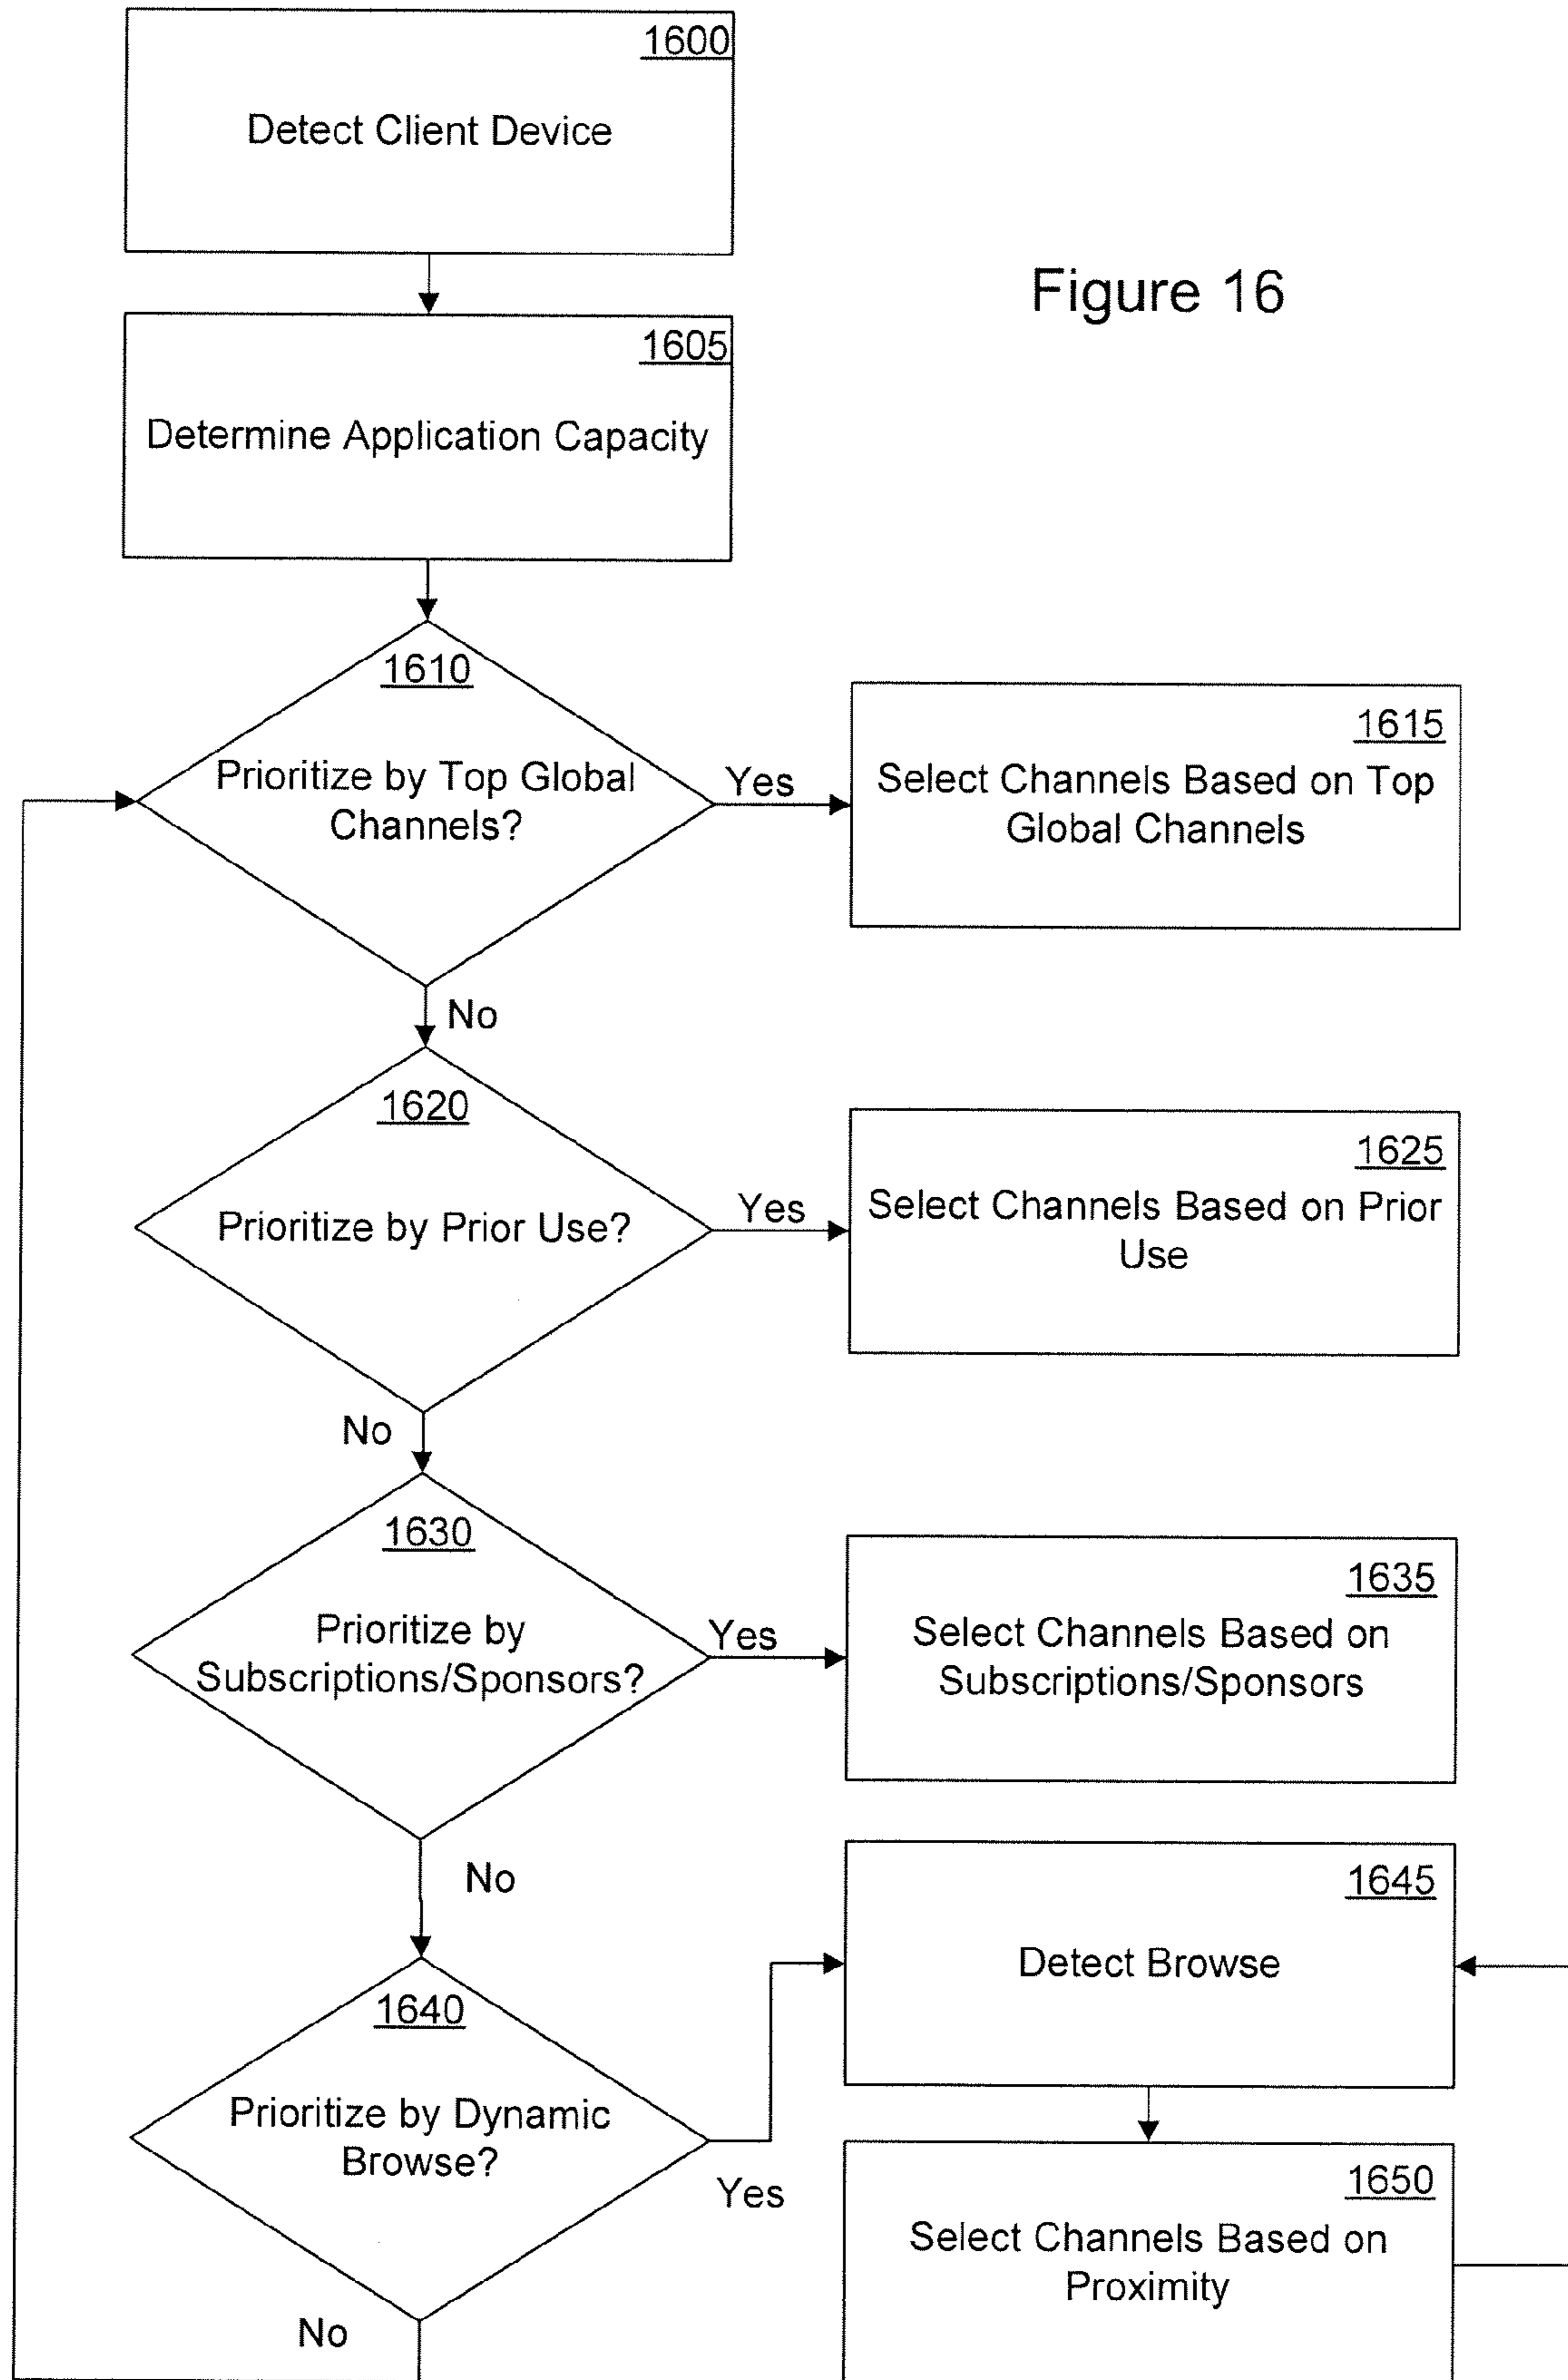 1600
Detect Client Device
Figure 16
1605
Determine Application Capacity
1610
Prioritize by Top Global
Channels?
Yes
1615
Select Channels Based on Top
Global Channels
No
1620
Prioritize by Prior Use?
Yes
1625
Select Channels Based on Prior
Use
No
1630
Prioritize by
Subscriptions/Sponsors?
Yes
1635
Select Channels Based on
Subscriptions/Sponsors
No
1640
Prioritize by Dynamic
Browse?
Yes
1645
Detect Browse
1650
Select Channels Based on
Proximity
No